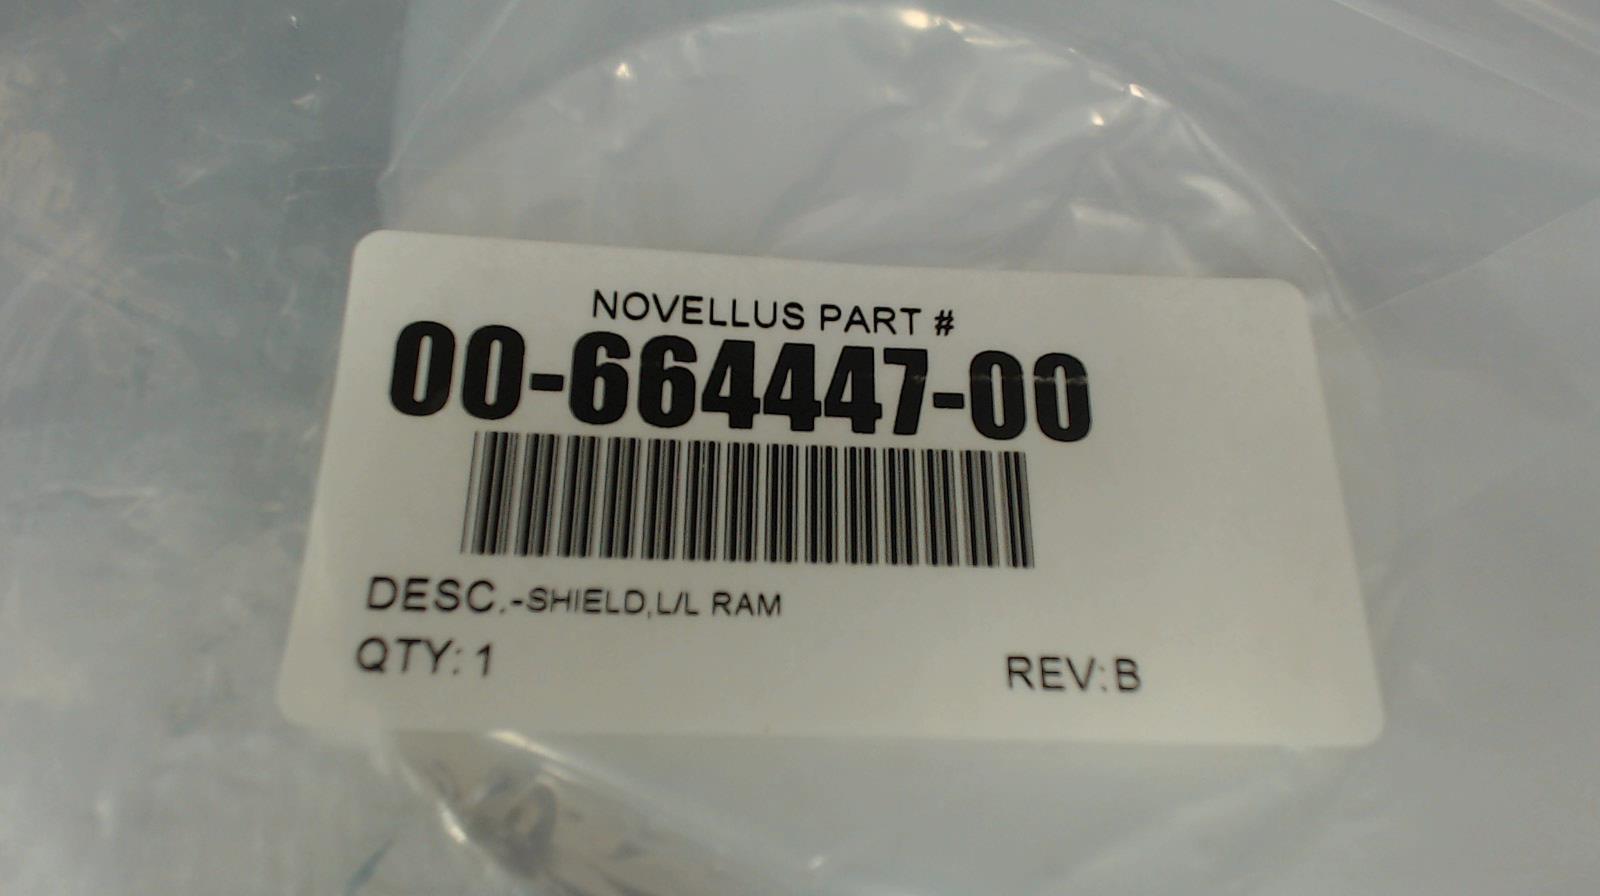 NOVELLUS PART #
00-664447-00
DESC.-SHIELD,L/L RAM
QTY: 1 REV:B